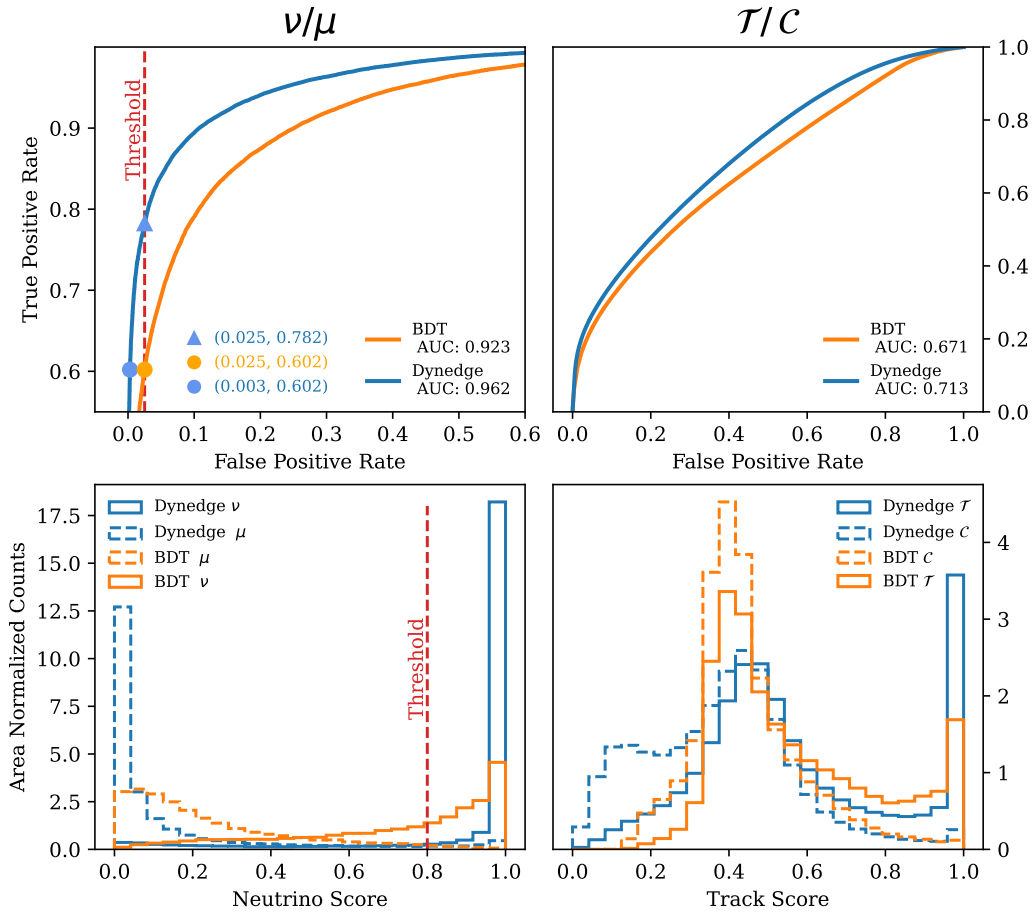 ν/μ
𝒯/𝒞
True Positive Rate
0.9
0.8
0.7
0.6
Threshold
(0.025, 0.782)
(0.025, 0.602)
(0.003, 0.602)
BDT
AUC: 0.923
Dynedge
AUC: 0.962
0.0 0.1 0.2 0.3 0.4 0.5 0.6
False Positive Rate
BDT
AUC: 0.671
Dynedge
AUC: 0.713
1.0
0.8
0.6
0.4
0.2
0.0
0.0 0.2 0.4 0.6 0.8 1.0
False Positive Rate
Area Normalized Counts
17.5
15.0
12.5
10.0
7.5
5.0
2.5
0.0
Dynedge ν
Dynedge μ
BDT μ
BDT ν
Threshold
0.0 0.2 0.4 0.6 0.8 1.0
Neutrino Score
Dynedge 𝒯
Dynedge 𝒞
BDT 𝒞
BDT 𝒯
4
3
2
1
0
0.0 0.2 0.4 0.6 0.8 1.0
Track Score